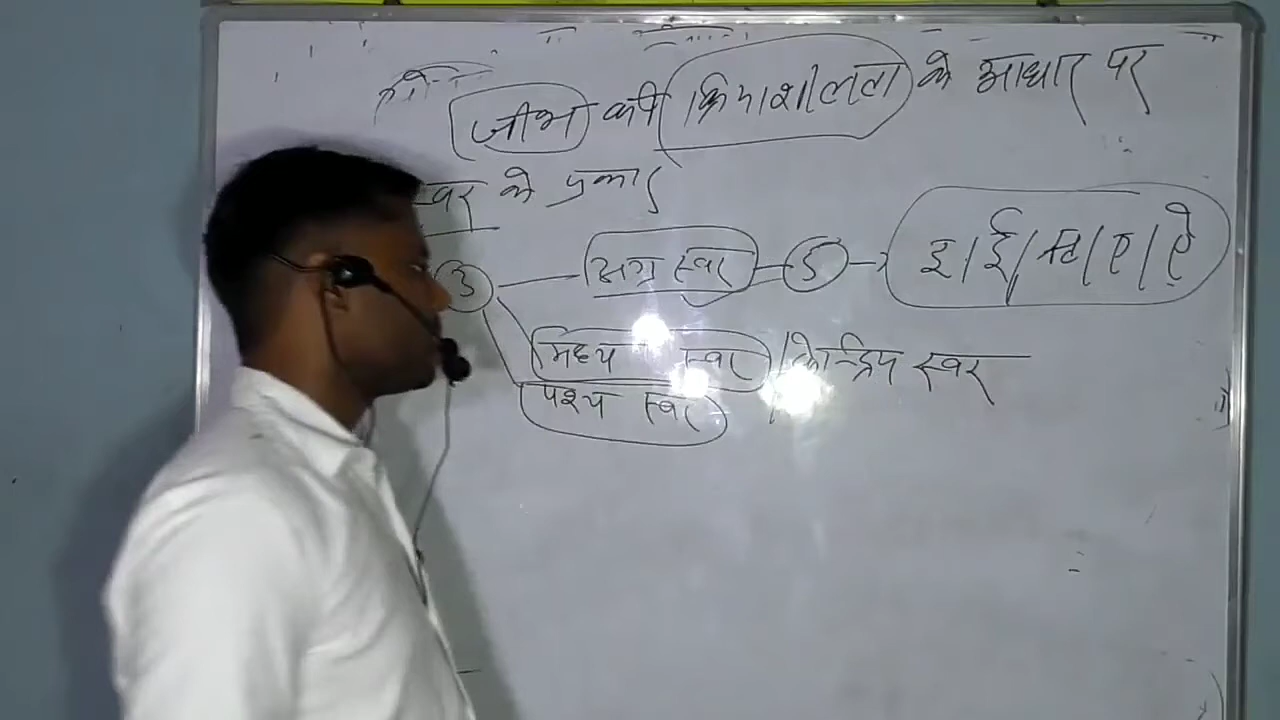 जीभ की क्रियाशीलता के आधार पर
स्वर के प्रकार
3 अग्र स्वर 5 इ/ई/ऋ/ए/ऐ
मध्य स्वर/केन्द्रिय स्वर
पश्य स्वर